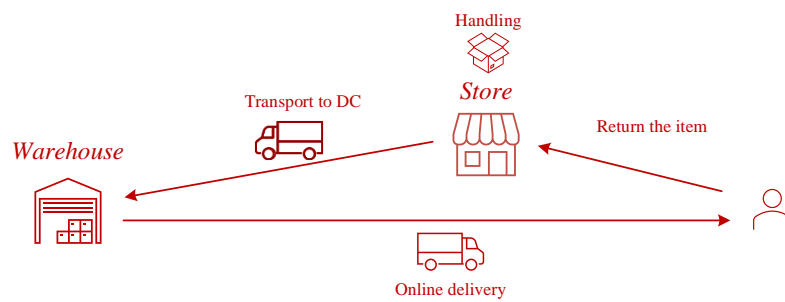 Handling
Store
Transport to DC
Return the item
Warehouse
Online delivery